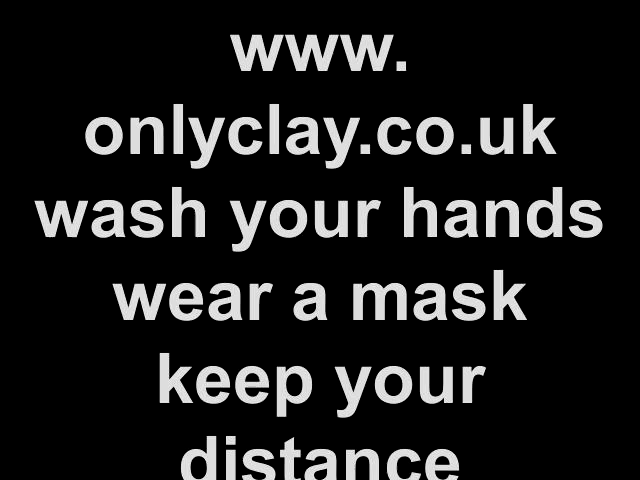 www.
onlyclay.co.uk
wash your hands
wear a mask
keep your
distance